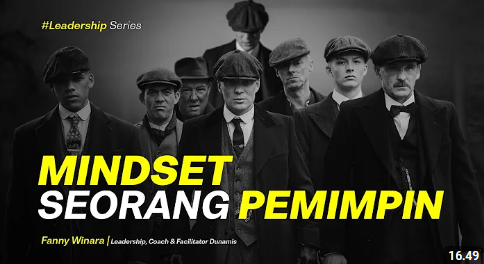 #Leadership Series
MINDSET
SEORANG PEMIMPIN
Fanny Winara | Leadership, Coach & Facilitator Dunamis
16.49